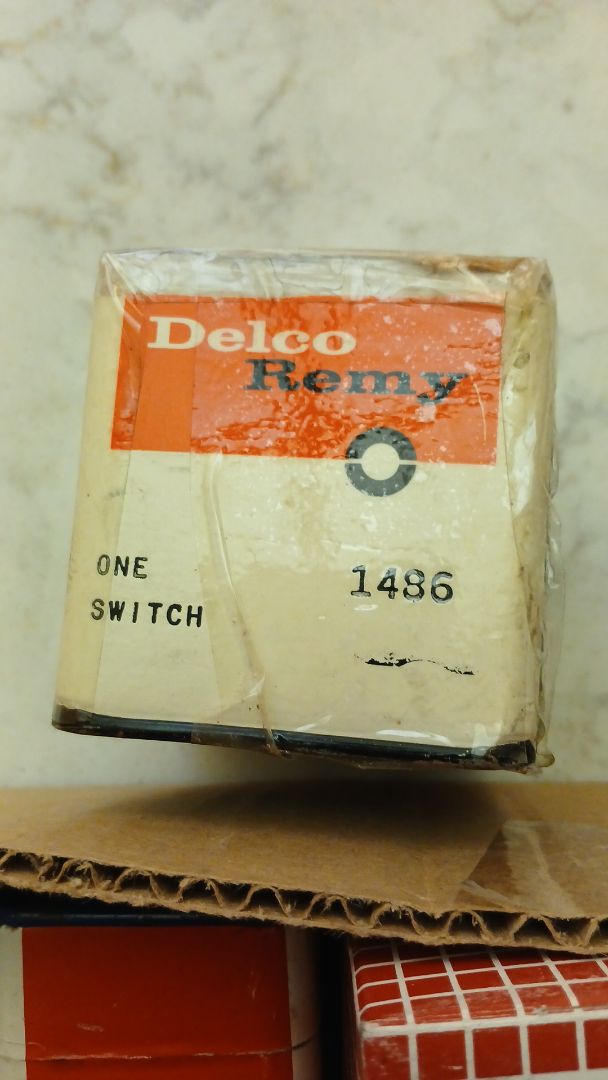 Delco
Remy
ONE
SWITCH
1486